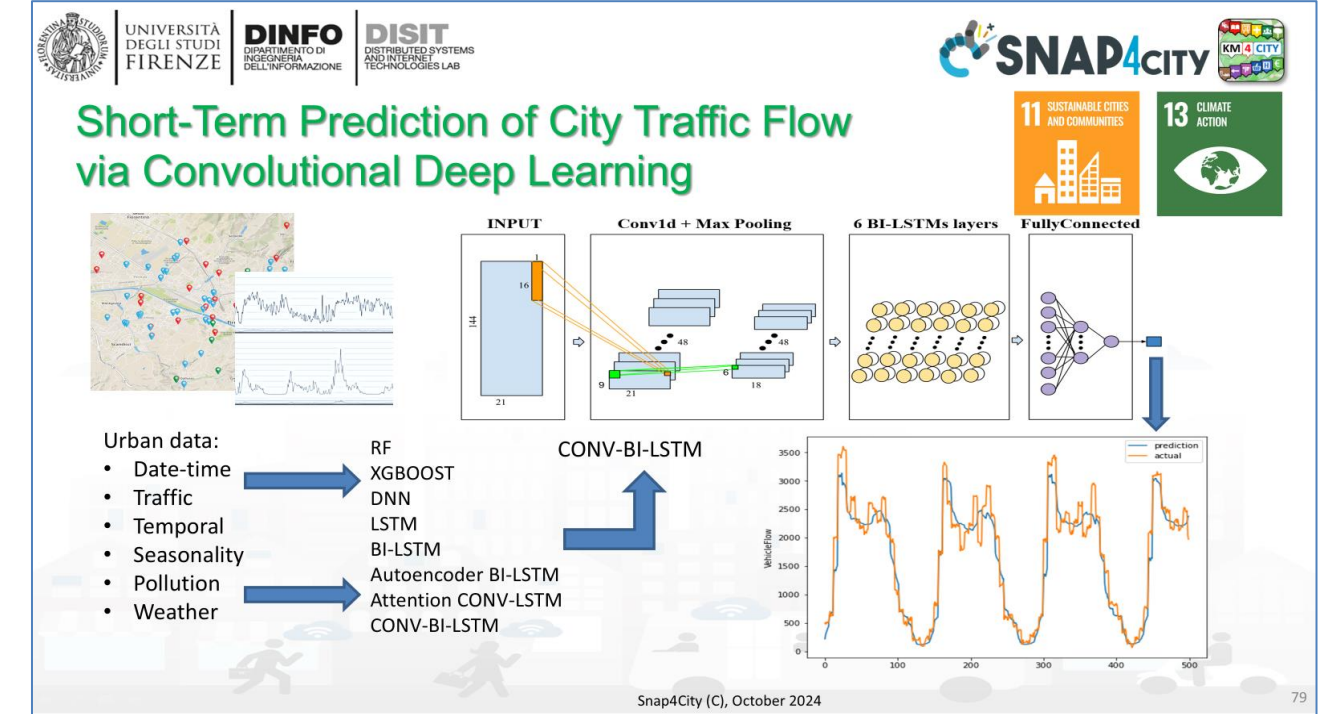 UNIVERSITÀ
DEGLI STUDI
FIRENZE
DINFO
DIPARTIMENTO DI
INGEGNERIA
DELL'INFORMAZIONE
DISIT
DISTRIBUTED SYSTEMS
AND INTERNET
TECHNOLOGIES LAB
SNAP4CITY
KM 4 CITY
Short-Term Prediction of City Traffic Flow
via Convolutional Deep Learning
11 SUSTAINABLE CITIES
AND COMMUNITIES
13 CLIMATE
ACTION
INPUT
Conv1d + Max Pooling
6 BI-LSTMs layers
FullyConnected
1
16
144
21
48
9
21
48
6
18
Urban data:
• Date-time
• Traffic
• Temporal
• Seasonality
• Pollution
• Weather
RF
XGBOOST
DNN
LSTM
BI-LSTM
Autoencoder BI-LSTM
Attention CONV-LSTM
CONV-BI-LSTM
CONV-BI-LSTM
prediction
actual
VehicleFlow
3500
3000
2500
2000
1500
1000
500
0
0 100 200 300 400 500
Snap4City (C), October 2024
79